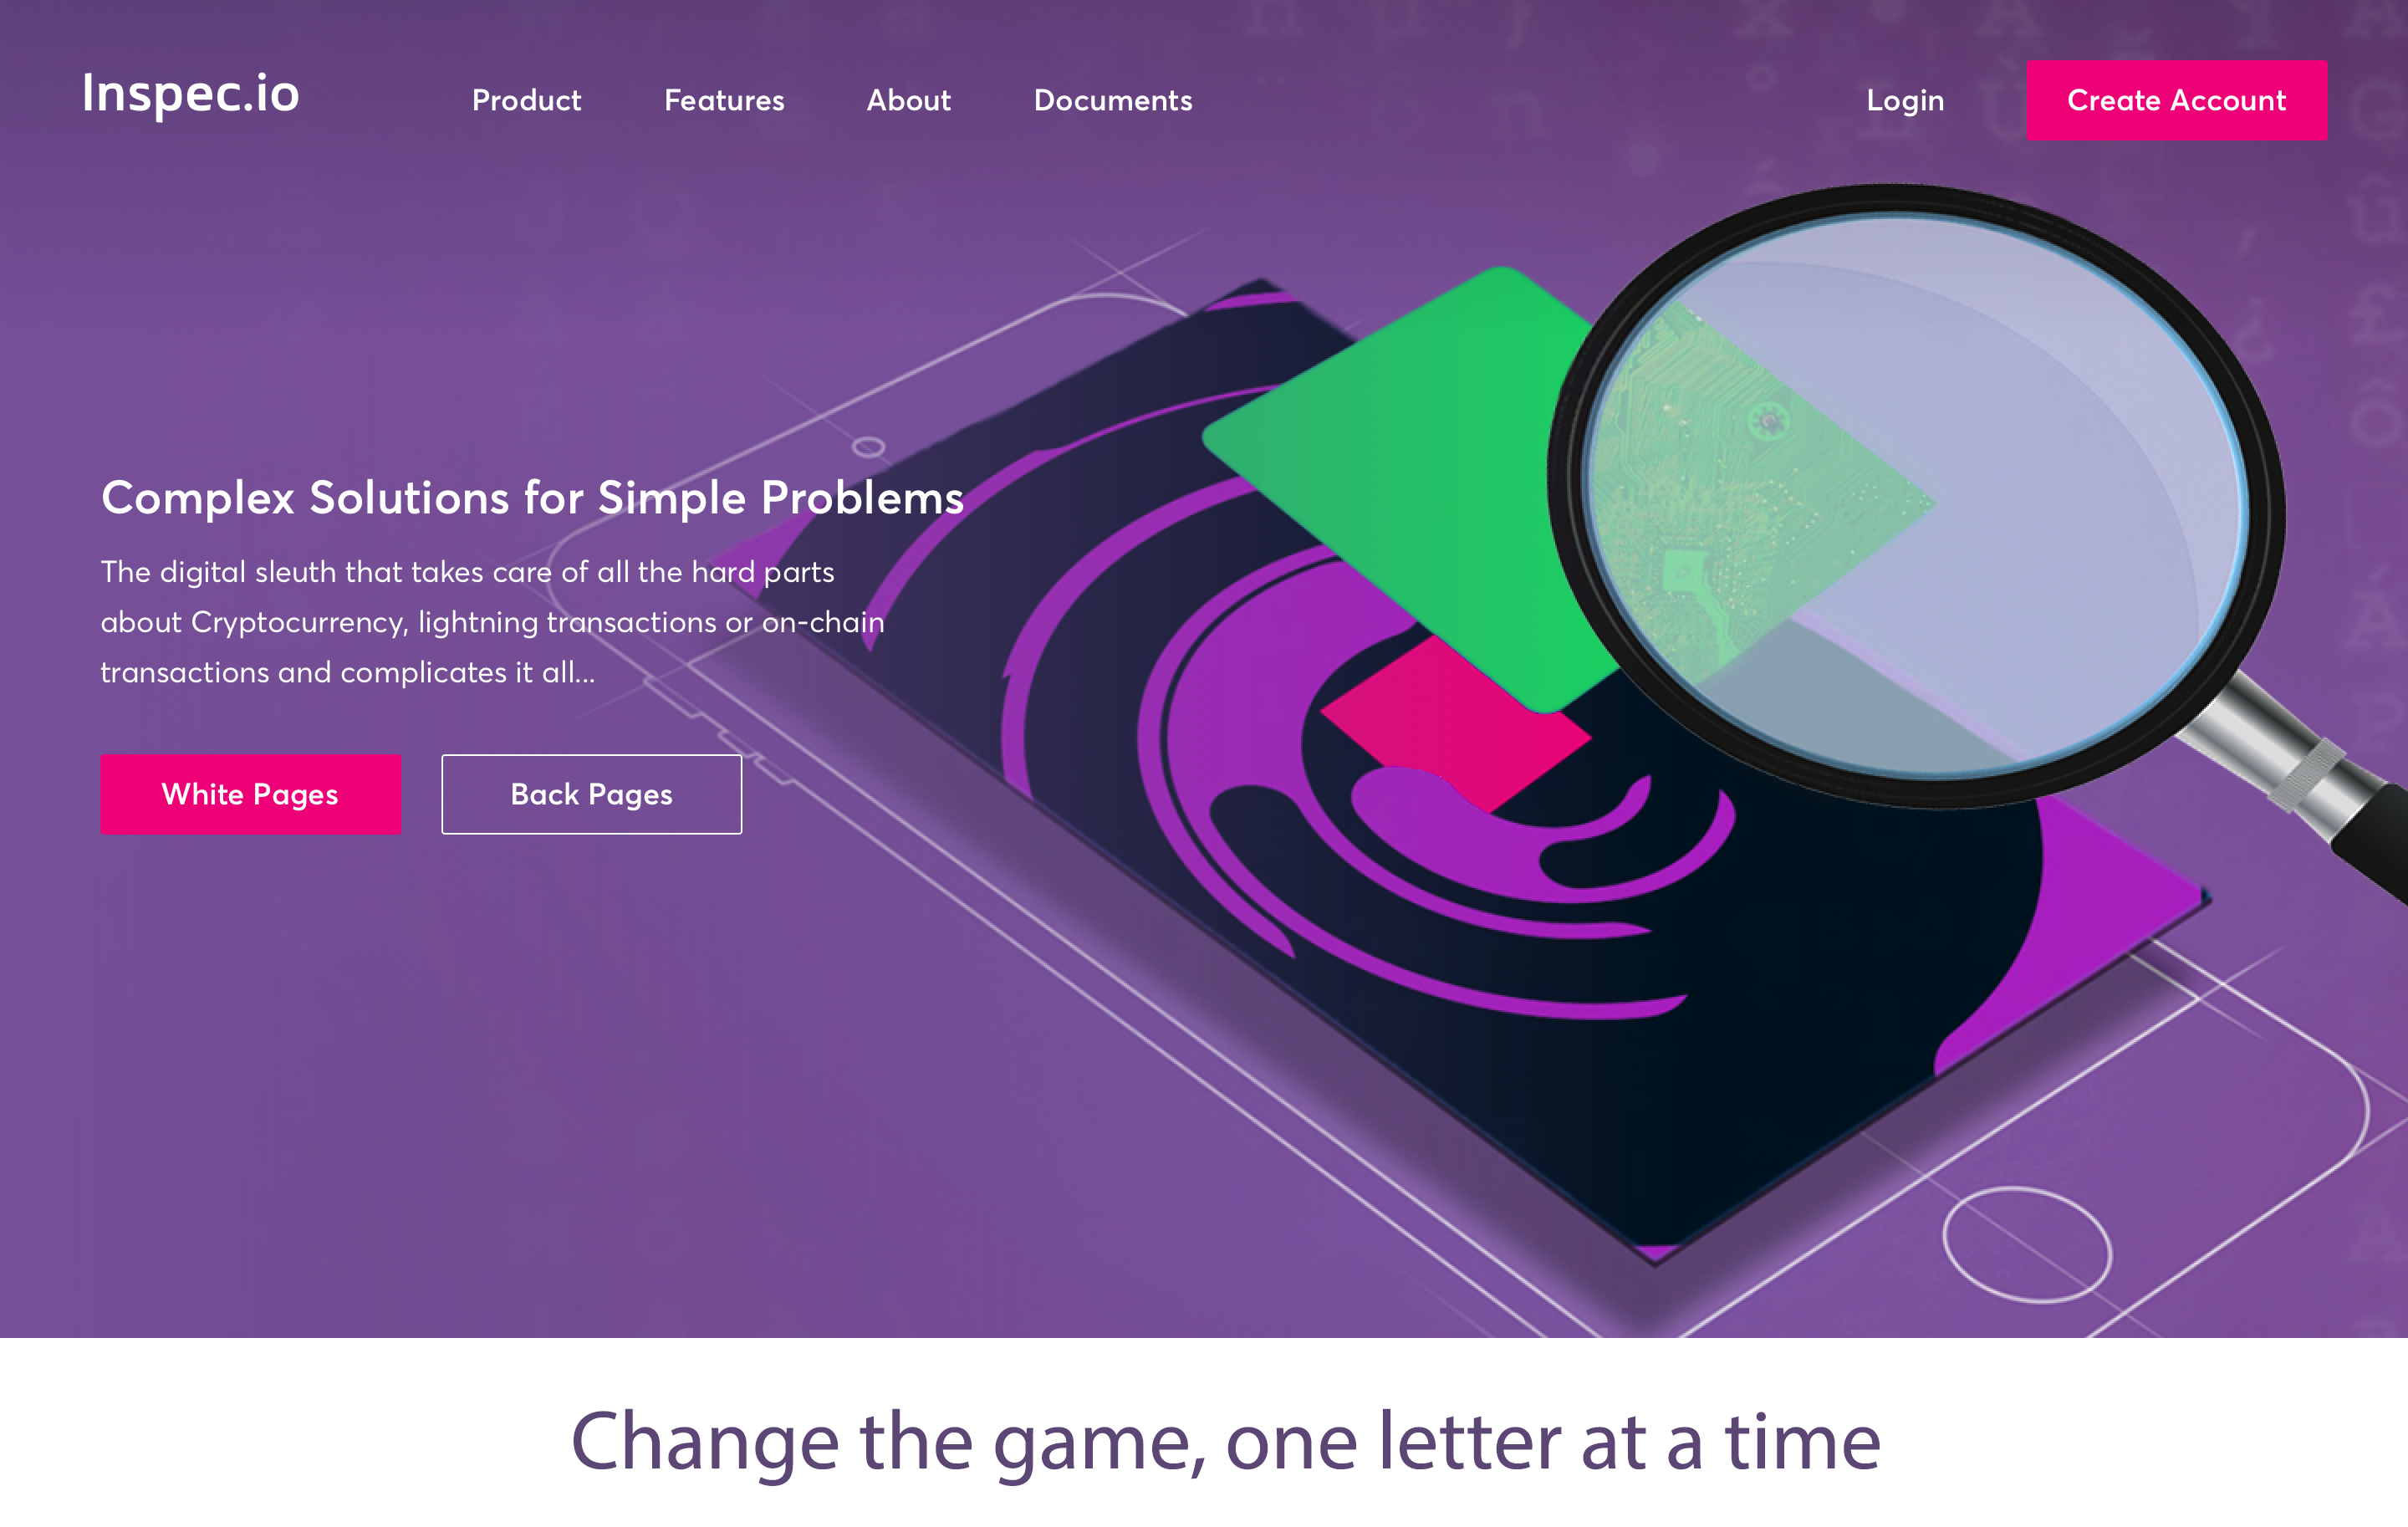 Inspec.io
Product
Features
About
Documents
Login
Create Account
Complex Solutions for Simple Problems
The digital sleuth that takes care of all the hard parts
about Cryptocurrency, lightning transactions or on-chain
transactions and complicates it all...
White Pages
Back Pages
Change the game, one letter at a time